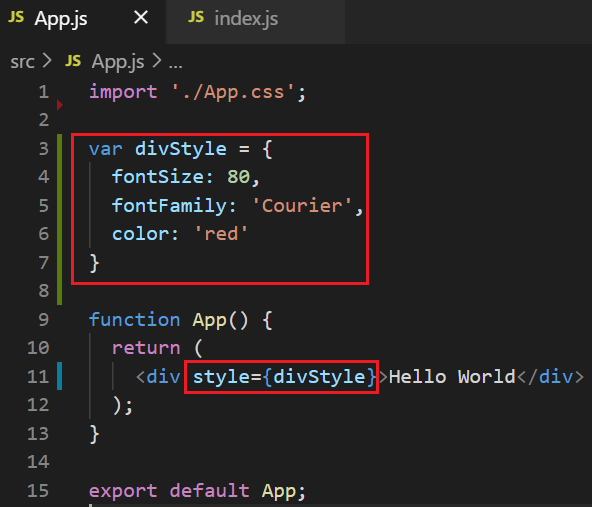 JS App.js × JS index.js
src > JS App.js > ...
1 import './App.css';
2
3 var divStyle = {
4   fontSize: 80,
5   fontFamily: 'Courier',
6   color: 'red'
7 }
8
9 function App() {
10   return (
11     <div style={divStyle}>Hello World</div>
12   );
13 }
14
15 export default App;